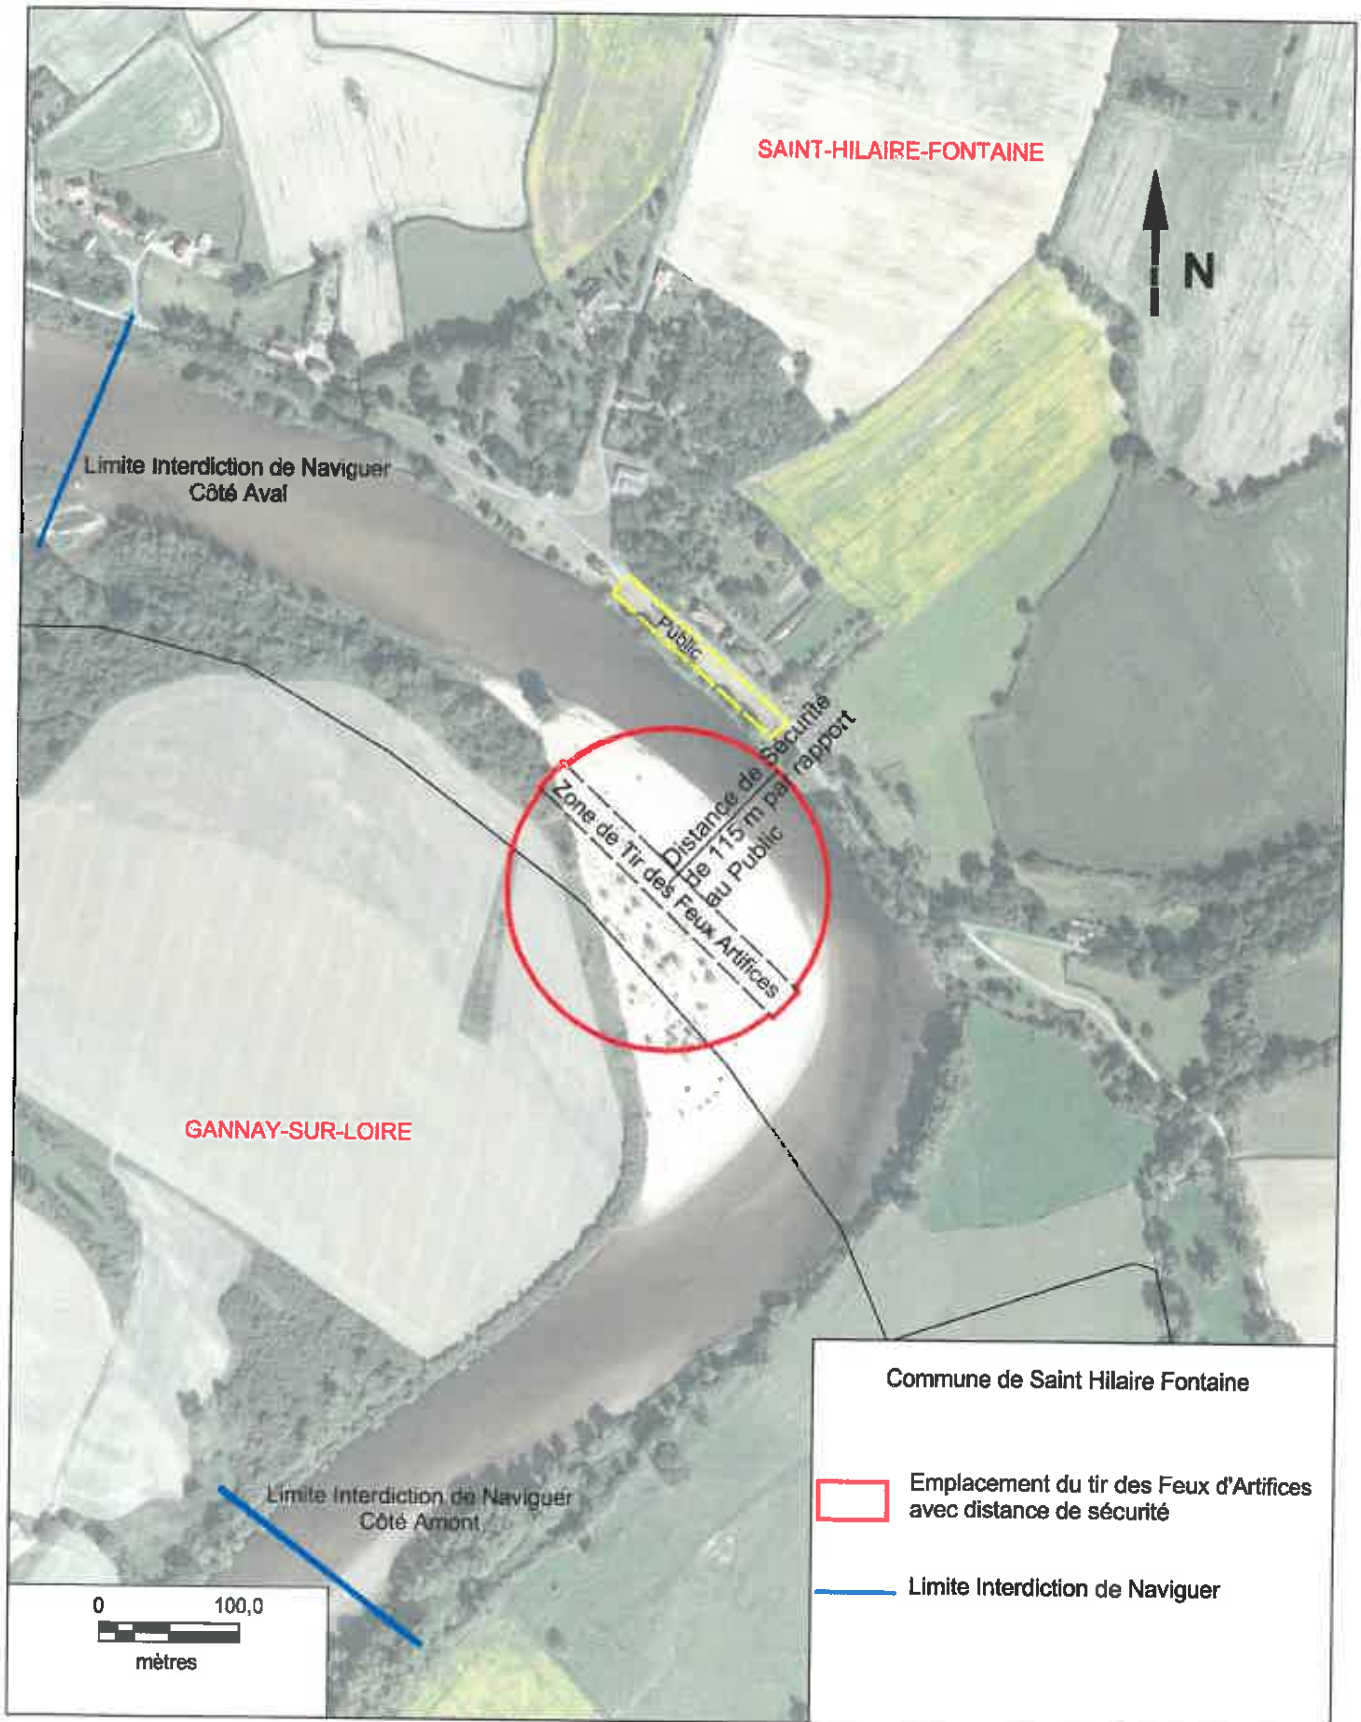 SAINT-HILAIRE-FONTAINE
N
Limite Interdiction de Naviguer
Côté Aval
Public
Distance de Sécurité
de 115 m par rapport
au Public
Zone de Tir des Feux Artifices
GANNAY-SUR-LOIRE
Limite Interdiction de Naviguer
Côté Amont
Commune de Saint Hilaire Fontaine
Emplacement du tir des Feux d'Artifices
avec distance de sécurité
Limite Interdiction de Naviguer
0 100,0
mètres